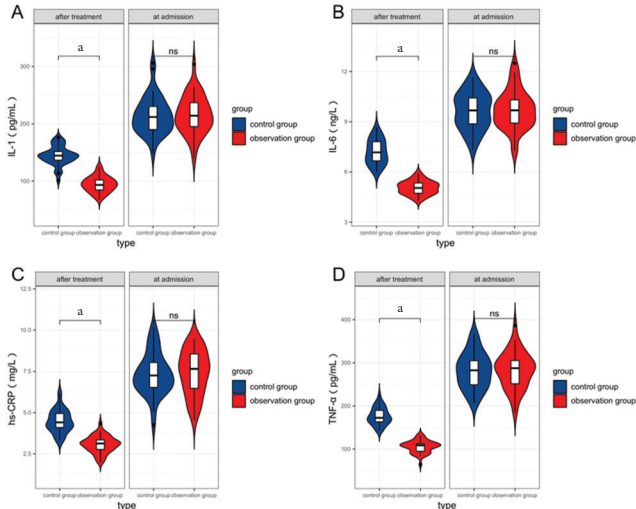 A
after treatment
at admission
a
ns
IL-1 ( pg/mL)
300
200
100
control group
observation group
control group
observation group
type
group
control group
observation group
B
after treatment
at admission
a
ns
IL-6 ( ng/L)
12
9
6
3
control group
observation group
control group
observation group
type
group
control group
observation group
C
after treatment
at admission
a
ns
hs-CRP ( mg/L)
12.5
10.0
7.5
5.0
2.5
control group
observation group
control group
observation group
type
group
control group
observation group
D
after treatment
at admission
a
ns
TNF-α ( pg/mL)
400
300
200
100
control group
observation group
control group
observation group
type
group
control group
observation group